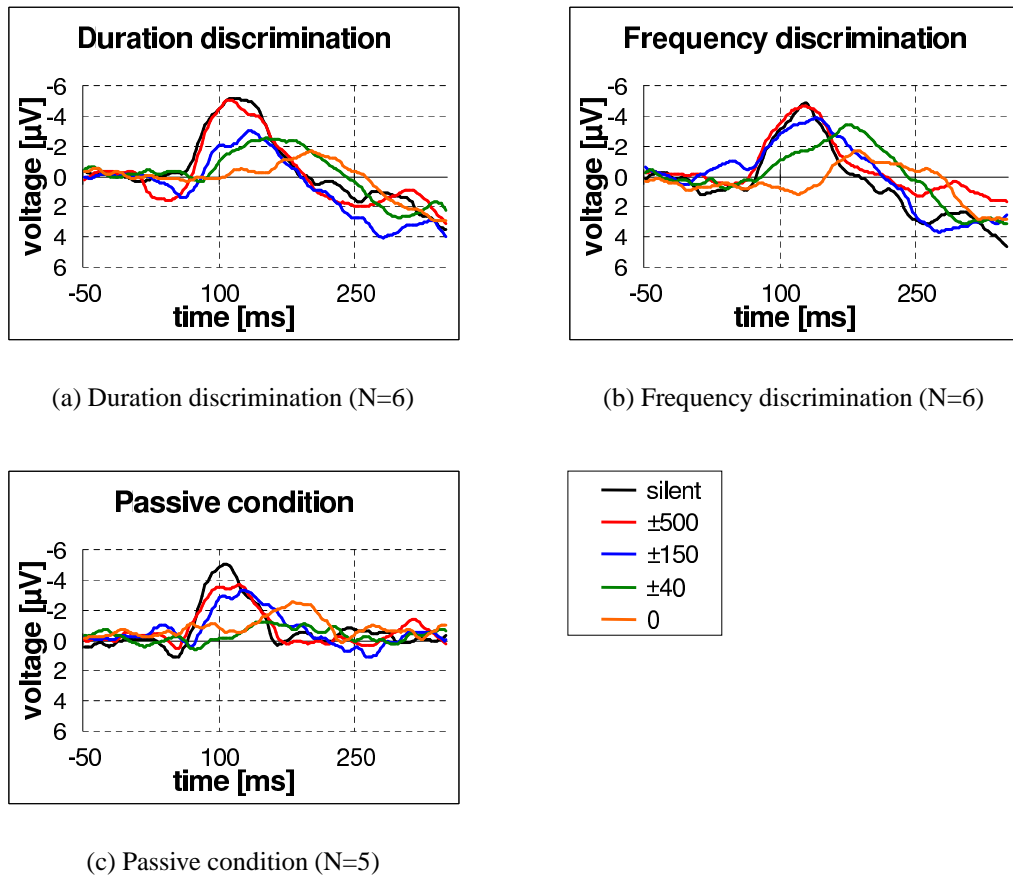 Duration discrimination
voltage [µV]
-6
-4
-2
0
2
4
6
-50
100
250
time [ms]
(a) Duration discrimination (N=6)
Frequency discrimination
voltage [µV]
-6
-4
-2
0
2
4
6
-50
100
250
time [ms]
(b) Frequency discrimination (N=6)
Passive condition
voltage [µV]
-6
-4
-2
0
2
4
6
-50
100
250
time [ms]
(c) Passive condition (N=5)
silent
±500
±150
±40
0